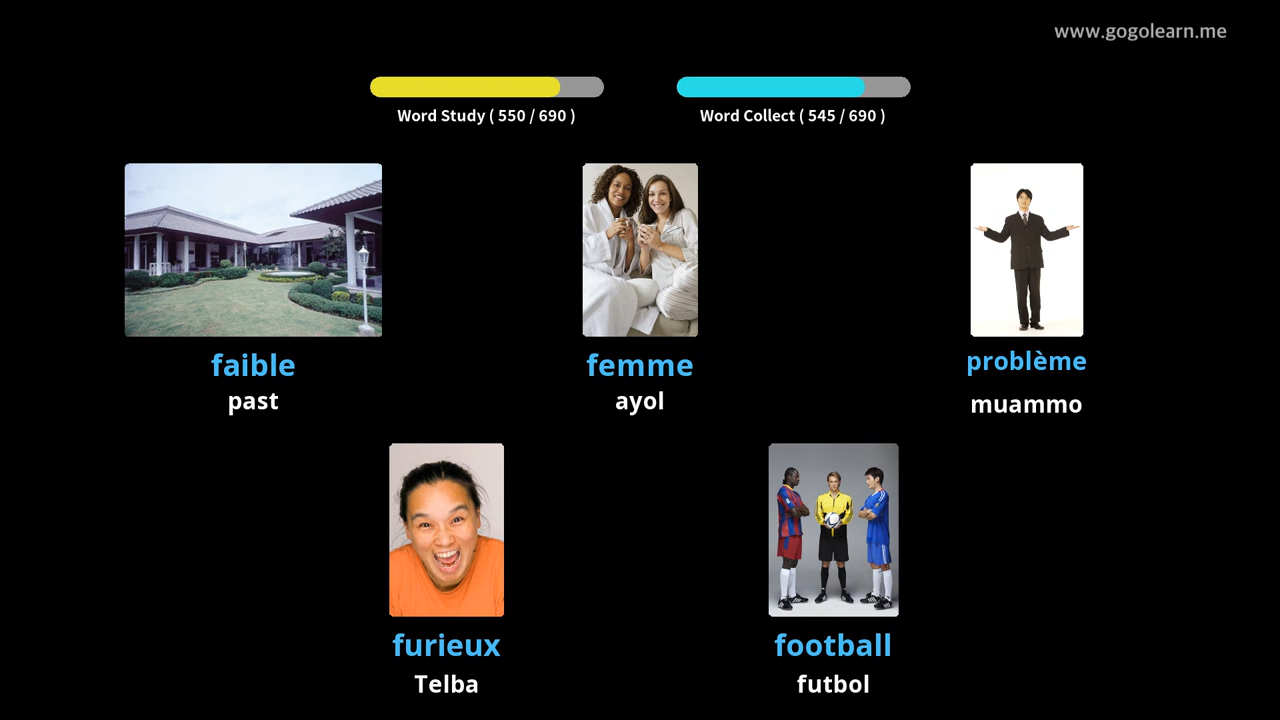 www.gogolearn.me
Word Study ( 550 / 690 )
Word Collect ( 545 / 690 )
faible
past
femme
ayol
problème
muammo
furieux
Telba
football
futbol